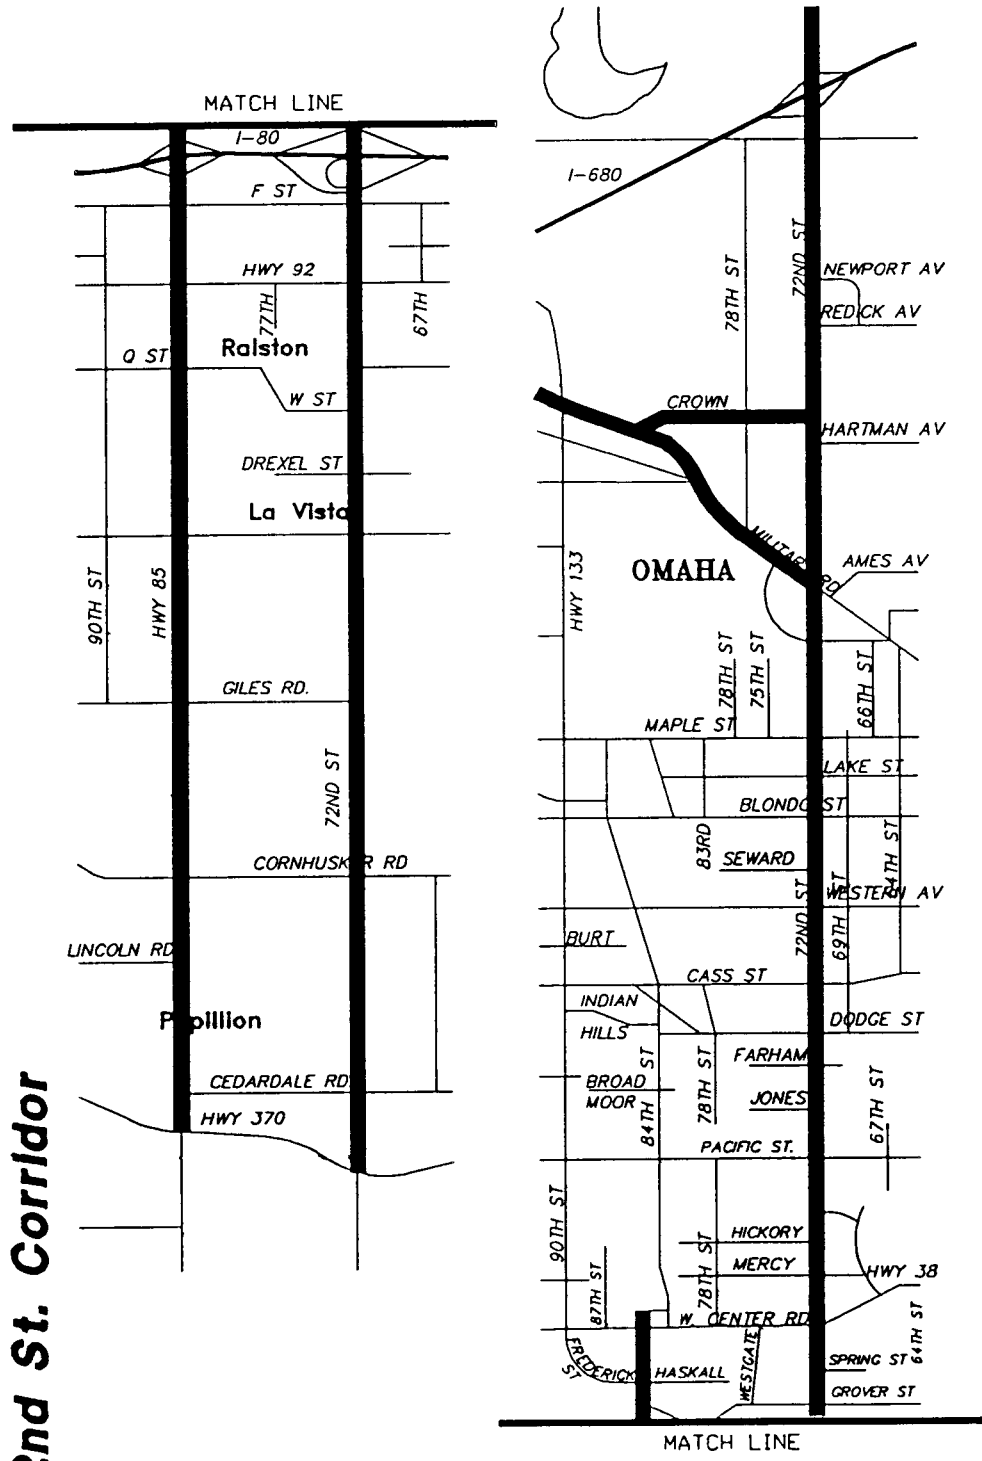 MATCH LINE
I-80
F ST
HWY 92
77TH
67TH
Ralston
Q ST
W ST
DREXEL ST
La Vista
90TH ST
HWY 85
GILES RD.
72ND ST
CORNHUSKER RD
LINCOLN RD
Papillion
CEDARDALE RD
HWY 370
2nd St. Corridor
I-680
78TH ST
72ND ST
NEWPORT AV
REDICK AV
CROWN
HARTMAN AV
MILITARY RD
AMES AV
OMAHA
HWY 133
78TH ST
75TH ST
66TH ST
MAPLE ST
LAKE ST
BLONDO ST
83RD
SEWARD
64TH ST
72ND ST
69TH ST
WESTERN AV
BURT
CASS ST
INDIAN
HILLS
DODGE ST
FARHAM
BROAD
MOOR
84TH ST
78TH ST
JONES
67TH ST
PACIFIC ST.
90TH ST
HICKORY
MERCY
78TH ST
HWY 38
87TH ST
W. CENTER RD
64TH ST
FREDERICK
ST
HASKALL
WESTGATE
SPRING ST
GROVER ST
MATCH LINE